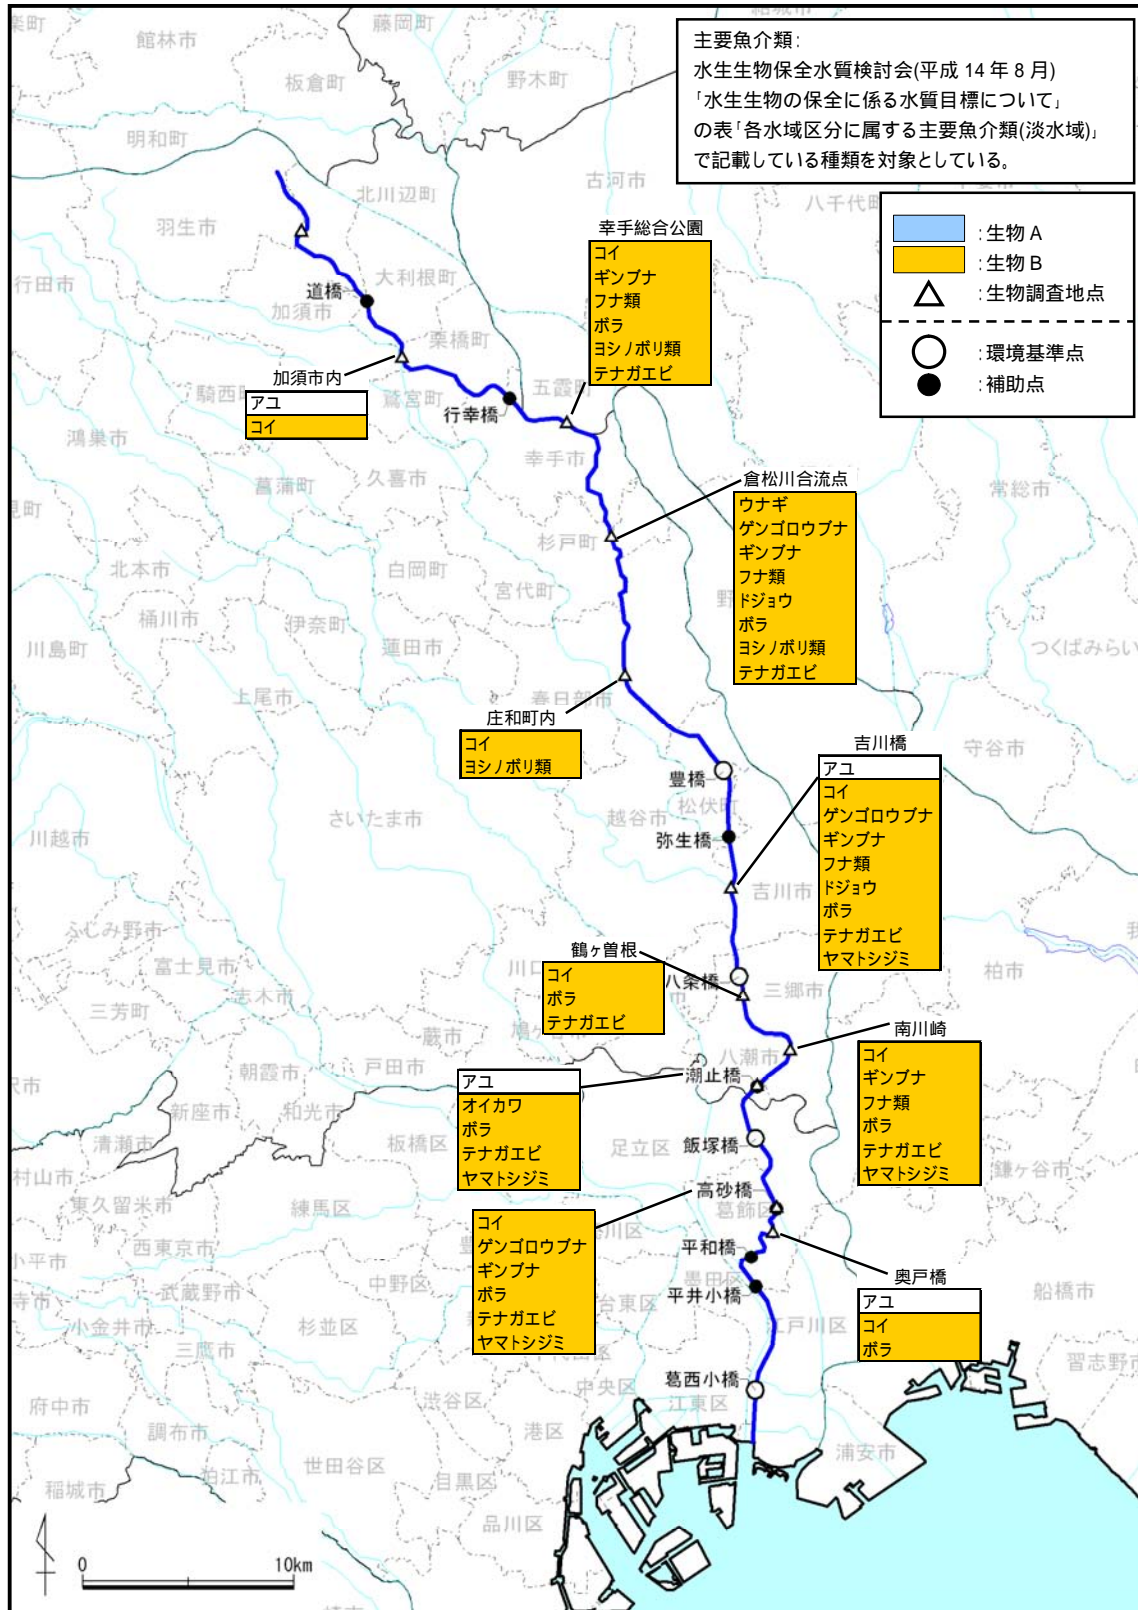 主要魚介類：
水生生物保全水質検討会(平成 14 年 8 月)
「水生生物の保全に係る水質目標について」
の表「各水域区分に属する主要魚介類(淡水域)」
で記載している種類を対象としている。
：生物 A
：生物 B
：生物調査地点
：環境基準点
：補助点
館林市
藤岡町
板倉町
野木町
明和町
北川辺町
古河市
八千代町
羽生市
幸手総合公園
コイ
ギンブナ
フナ類
ボラ
ヨシノボリ類
テナガエビ
行田市
大利根町
道橋
加須市
栗橋町
加須市内
アユ
コイ
騎西町
鷲宮町
五霞町
行幸橋
鴻巣市
幸手市
久喜市
菖蒲町
倉松川合流点
ウナギ
ゲンゴロウブナ
ギンブナ
フナ類
ドジョウ
ボラ
ヨシノボリ類
テナガエビ
常総市
杉戸町
北本市
白岡町
宮代町
桶川市
伊奈町
蓮田市
川島町
つくばみらい
上尾市
春日部市
庄和町内
コイ
ヨシノボリ類
吉川橋
アユ
コイ
ゲンゴロウブナ
ギンブナ
フナ類
ドジョウ
ボラ
テナガエビ
ヤマトシジミ
守谷市
豊橋
松伏町
さいたま市
越谷市
川越市
弥生橋
吉川市
ふじみ野市
鶴ヶ曽根
コイ
ボラ
テナガエビ
富士見市
八条橋
柏市
三郷市
志木市
三芳町
南川崎
コイ
ギンブナ
フナ類
ボラ
テナガエビ
ヤマトシジミ
蕨市
戸田市
八潮市
朝霞市
潮止橋
アユ
オイカワ
ボラ
テナガエビ
ヤマトシジミ
新座市
和光市
清瀬市
板橋区
足立区
飯塚橋
村山市
鎌ヶ谷市
東久留米市
練馬区
高砂橋
葛飾区
コイ
ゲンゴロウブナ
ギンブナ
ボラ
テナガエビ
ヤマトシジミ
西東京市
小平市
平和橋
中野区
墨田区
奥戸橋
アユ
コイ
ボラ
武蔵野市
平井小橋
船橋市
台東区
小金井市
杉並区
江戸川区
三鷹市
習志野市
葛西小橋
中央区
渋谷区
江東区
府中市
調布市
港区
浦安市
世田谷区
狛江市
目黒区
稲城市
品川区
0
10km